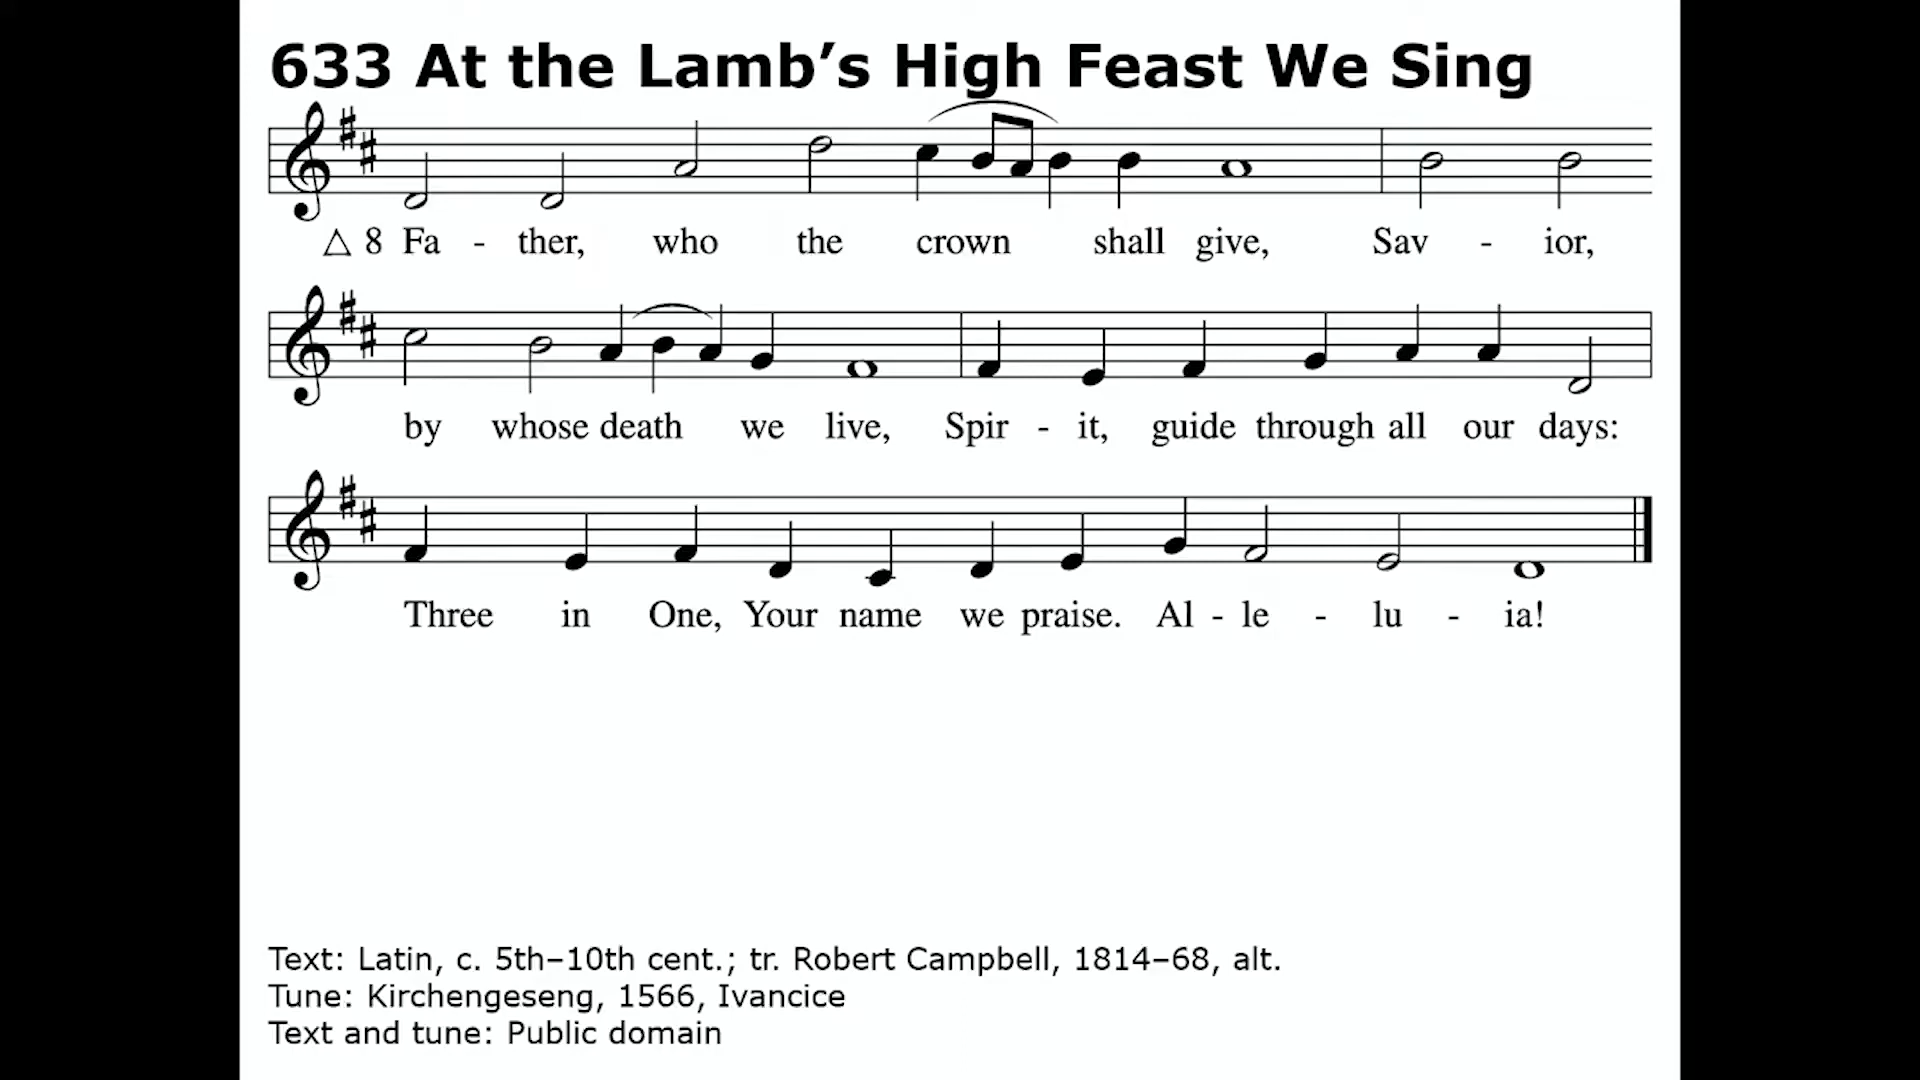 633 At the Lamb’s High Feast We Sing
△ 8 Fa - ther, who the crown shall give, Sav - ior,
by whose death we live, Spir - it, guide through all our days:
Three in One, Your name we praise. Al - le - lu - ia!
Text: Latin, c. 5th–10th cent.; tr. Robert Campbell, 1814–68, alt.
Tune: Kirchengeseng, 1566, Ivancice
Text and tune: Public domain